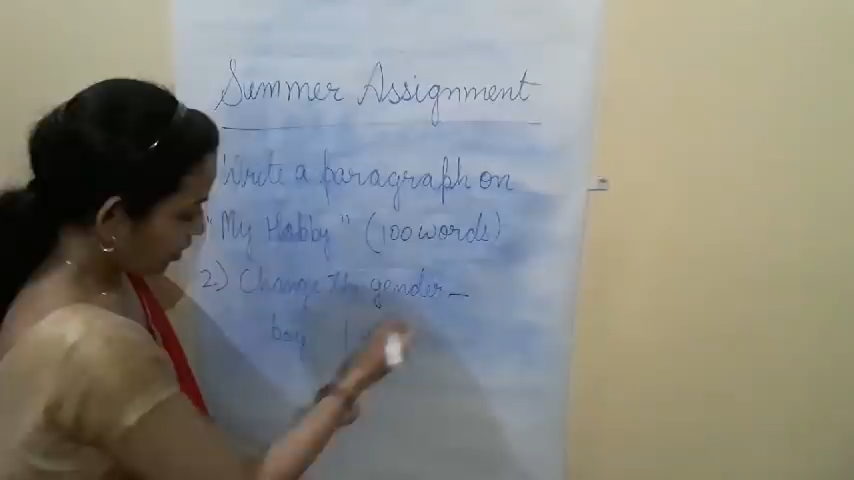 Summer Assignment
Write a paragraph on
"My Hobby" (100 words)
2) Change the gender -
boy